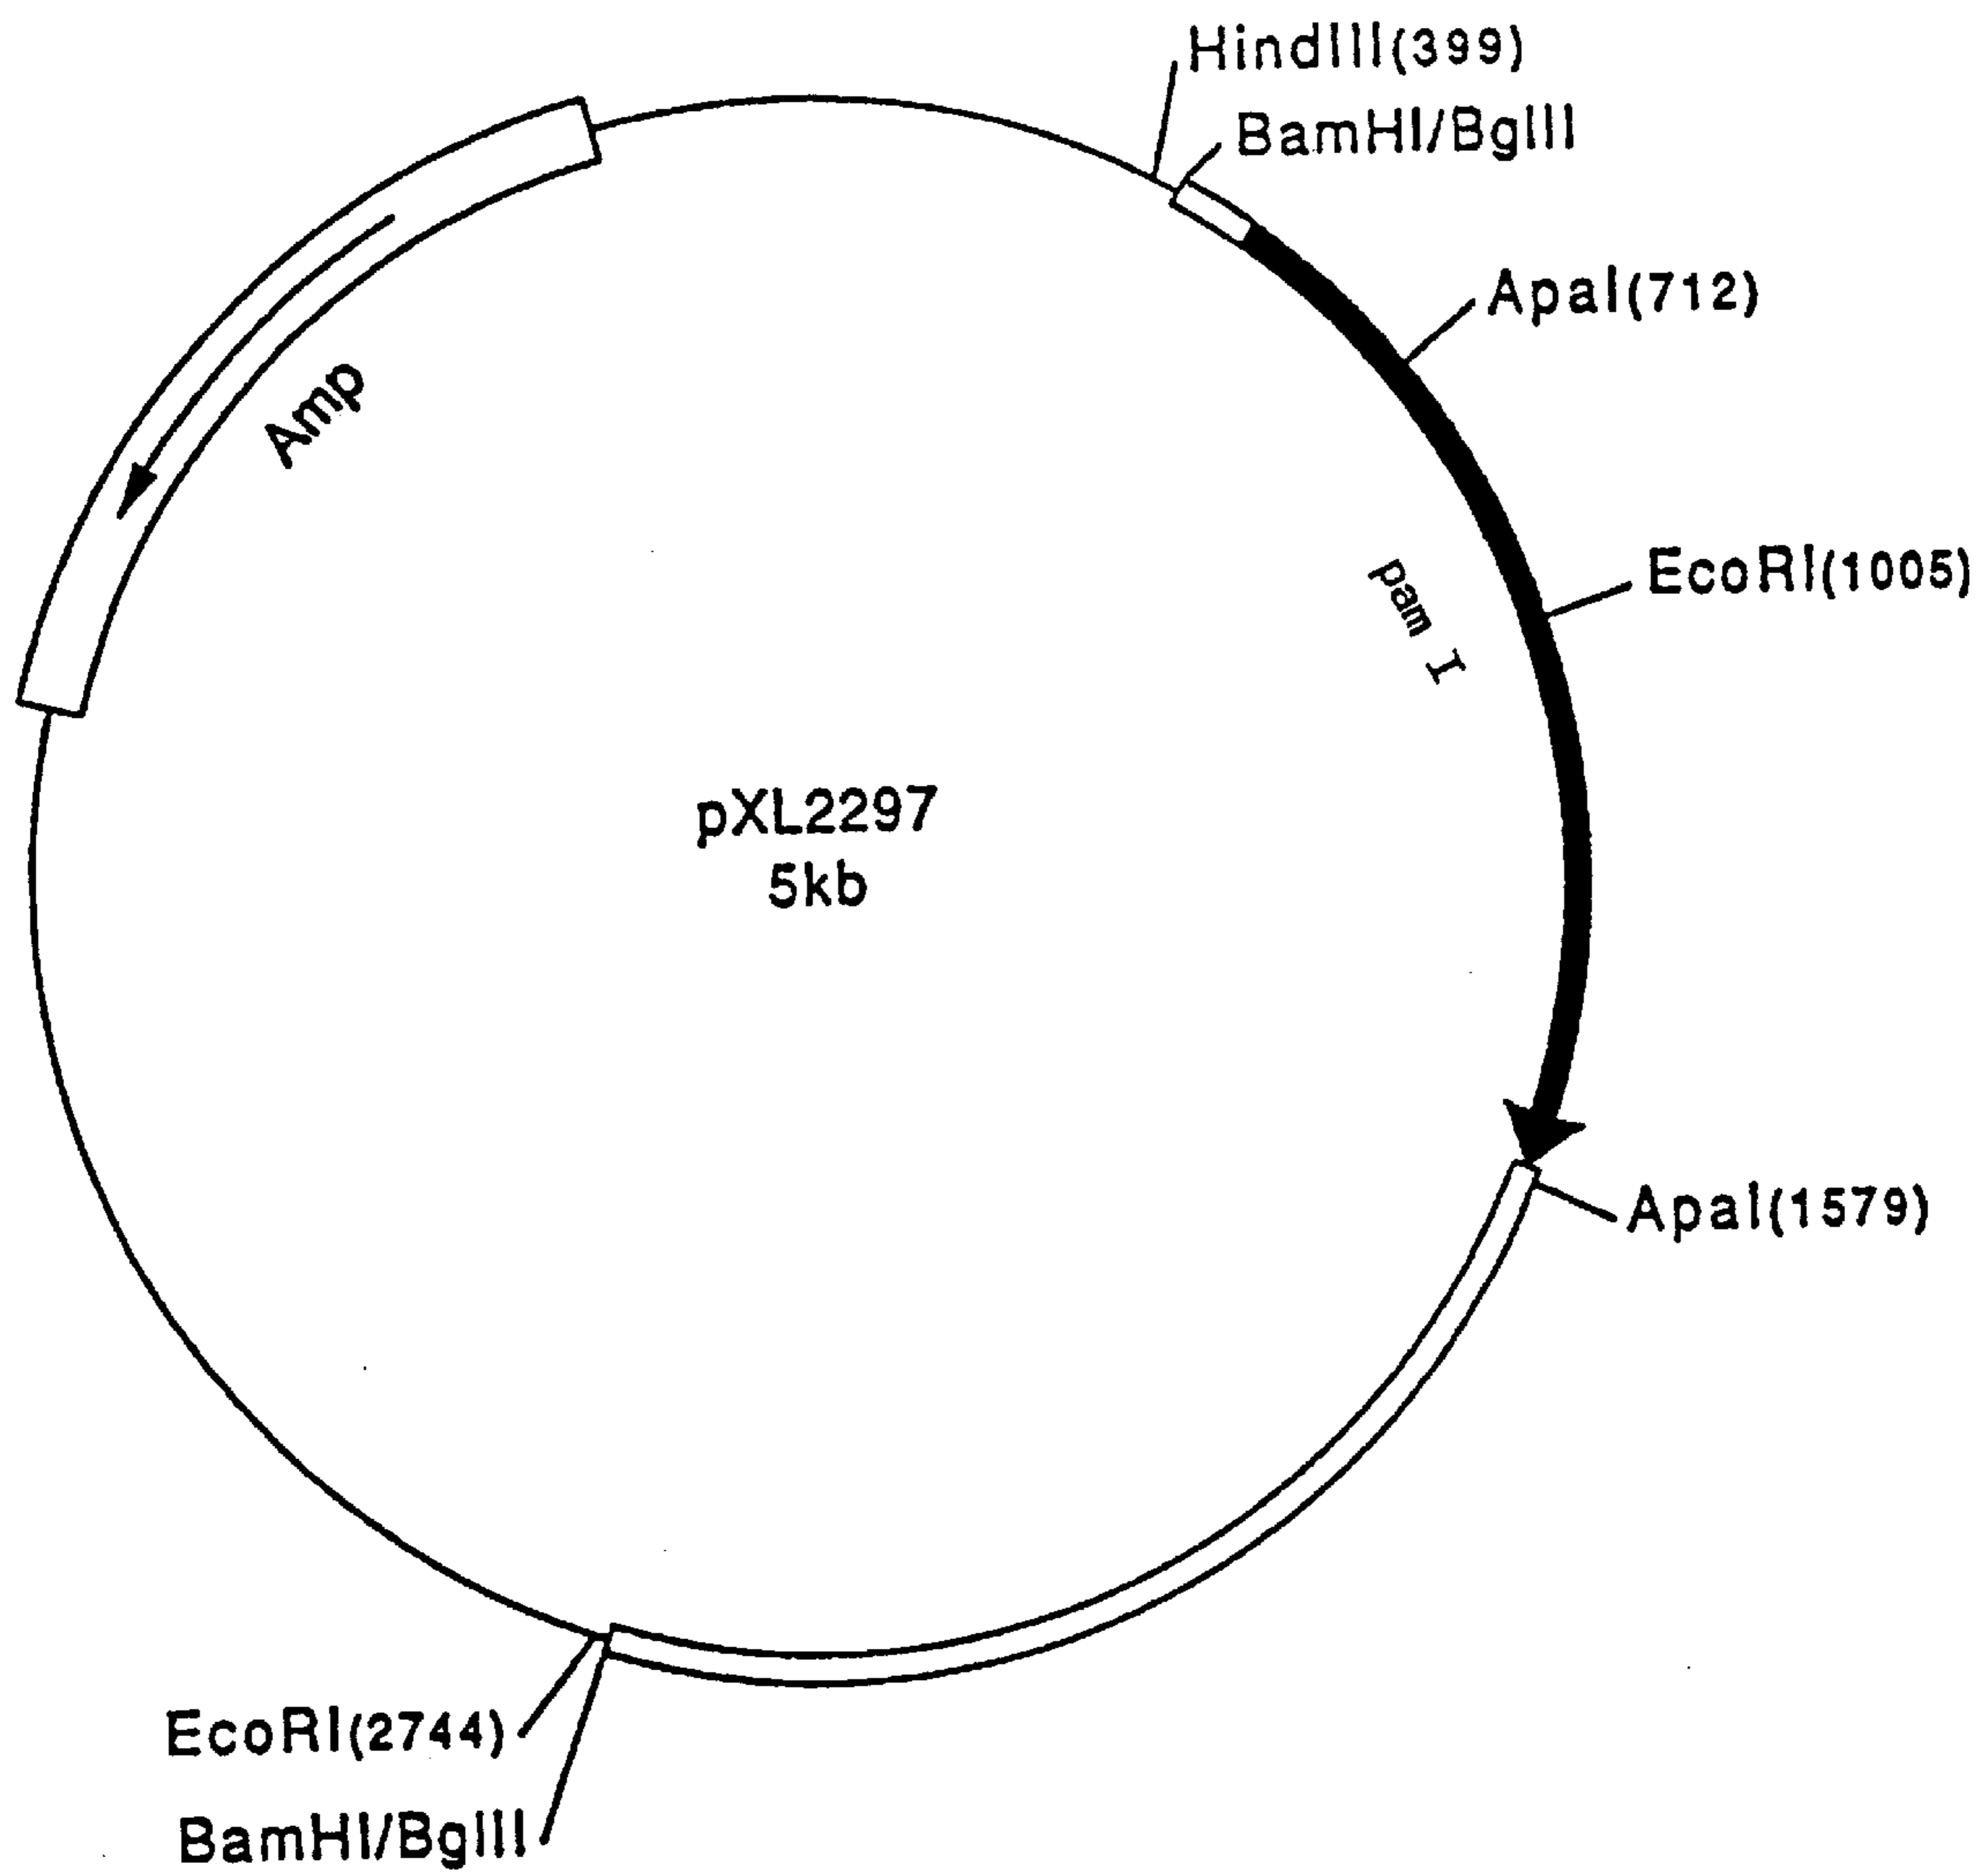 HindIII(399)
BamHI/BglII
ApaI(712)
Amp
EcoRI(1005)
pam I
pXL2297
5kb
ApaI(1579)
EcoRI(2744)
BamHI/BglII